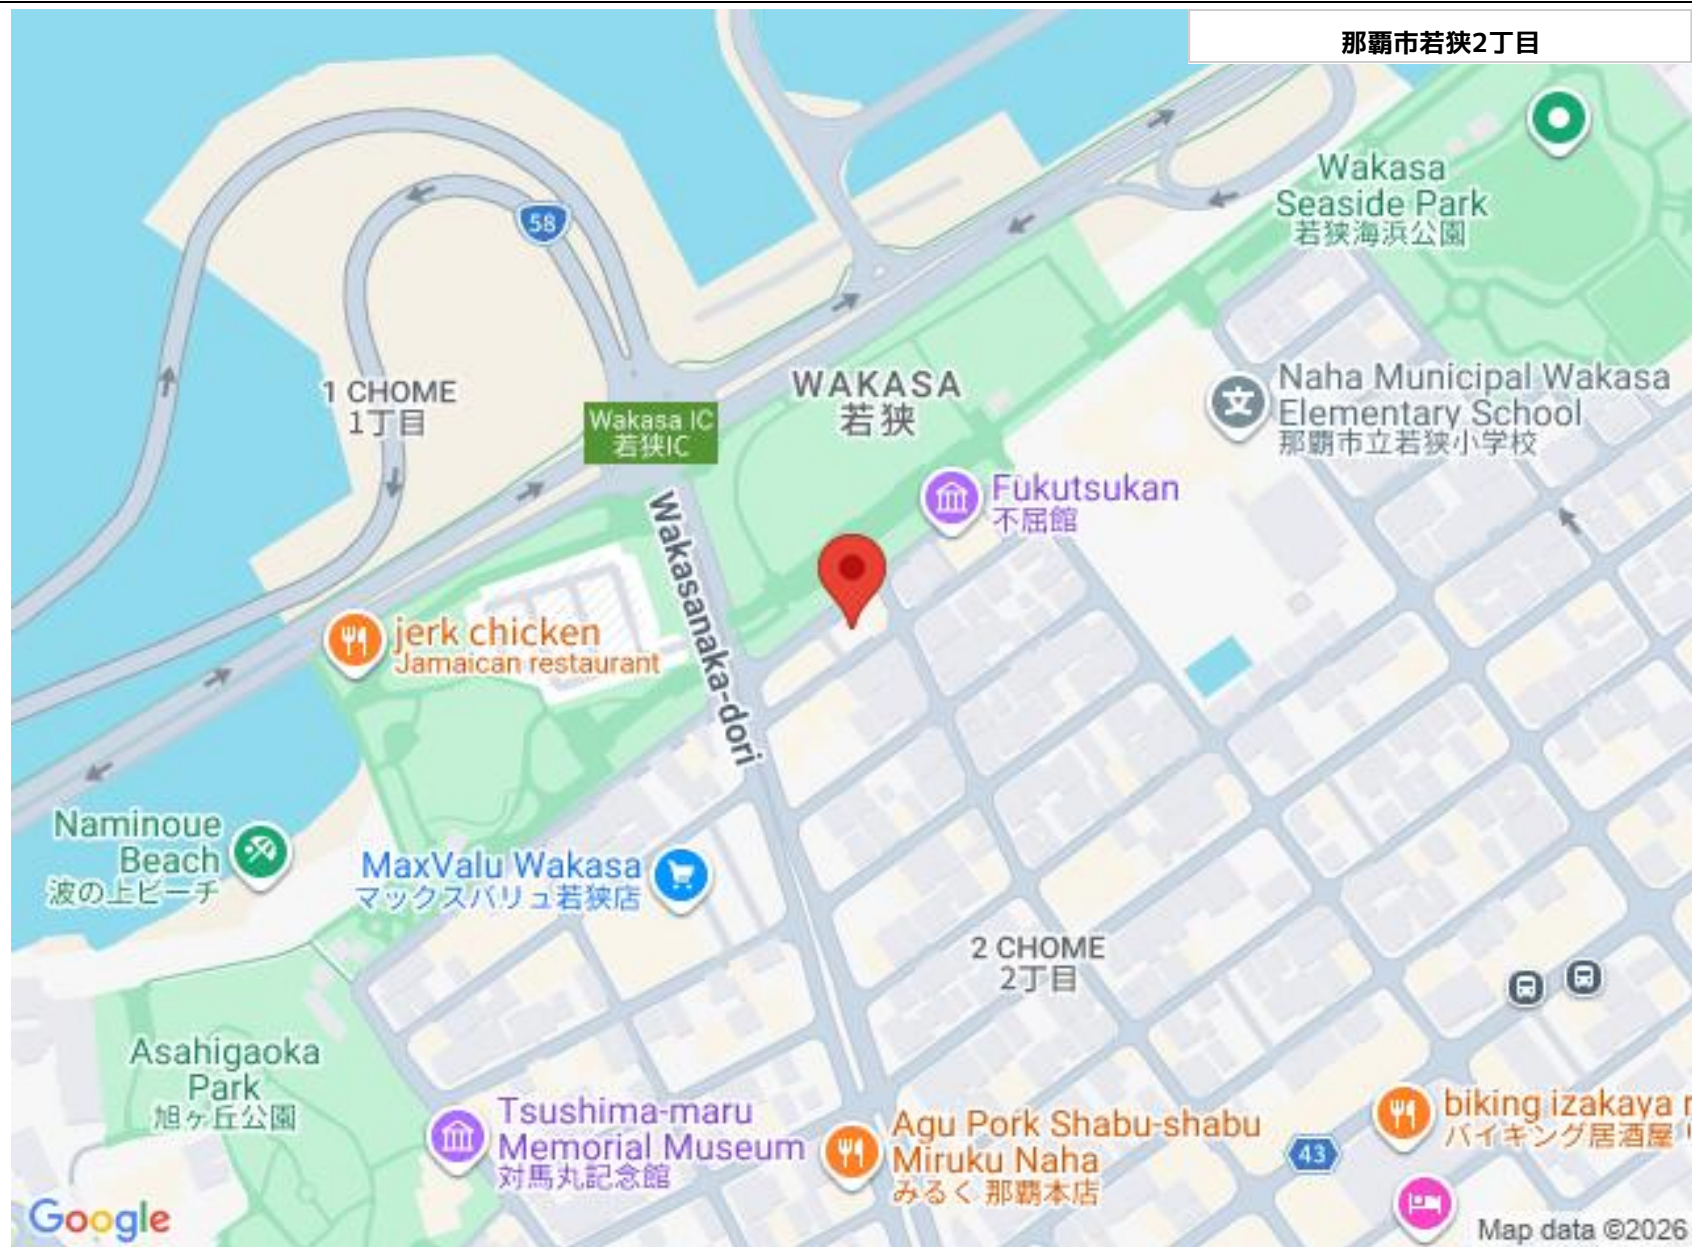 那覇市若狭2丁目
58
Wakasa
Seaside Park
若狭海浜公園
1 CHOME
1丁目
Wakasa IC
若狭IC
WAKASA
若狭
Naha Municipal Wakasa
Elementary School
那覇市立若狭小学校
文
Fukutsukan
不屈館
Wakasanaka-dori
jerk chicken
Jamaican restaurant
Naminoue
Beach
波の上ビーチ
MaxValu Wakasa
マックスバリュ若狭店
2 CHOME
2丁目
Asahigaoka
Park
旭ヶ丘公園
Tsushima-maru
Memorial Museum
対馬丸記念館
Agu Pork Shabu-shabu
Miruku Naha
みるく 那覇本店
43
biking izakaya r
バイキング居酒屋
Google
Map data ©2026